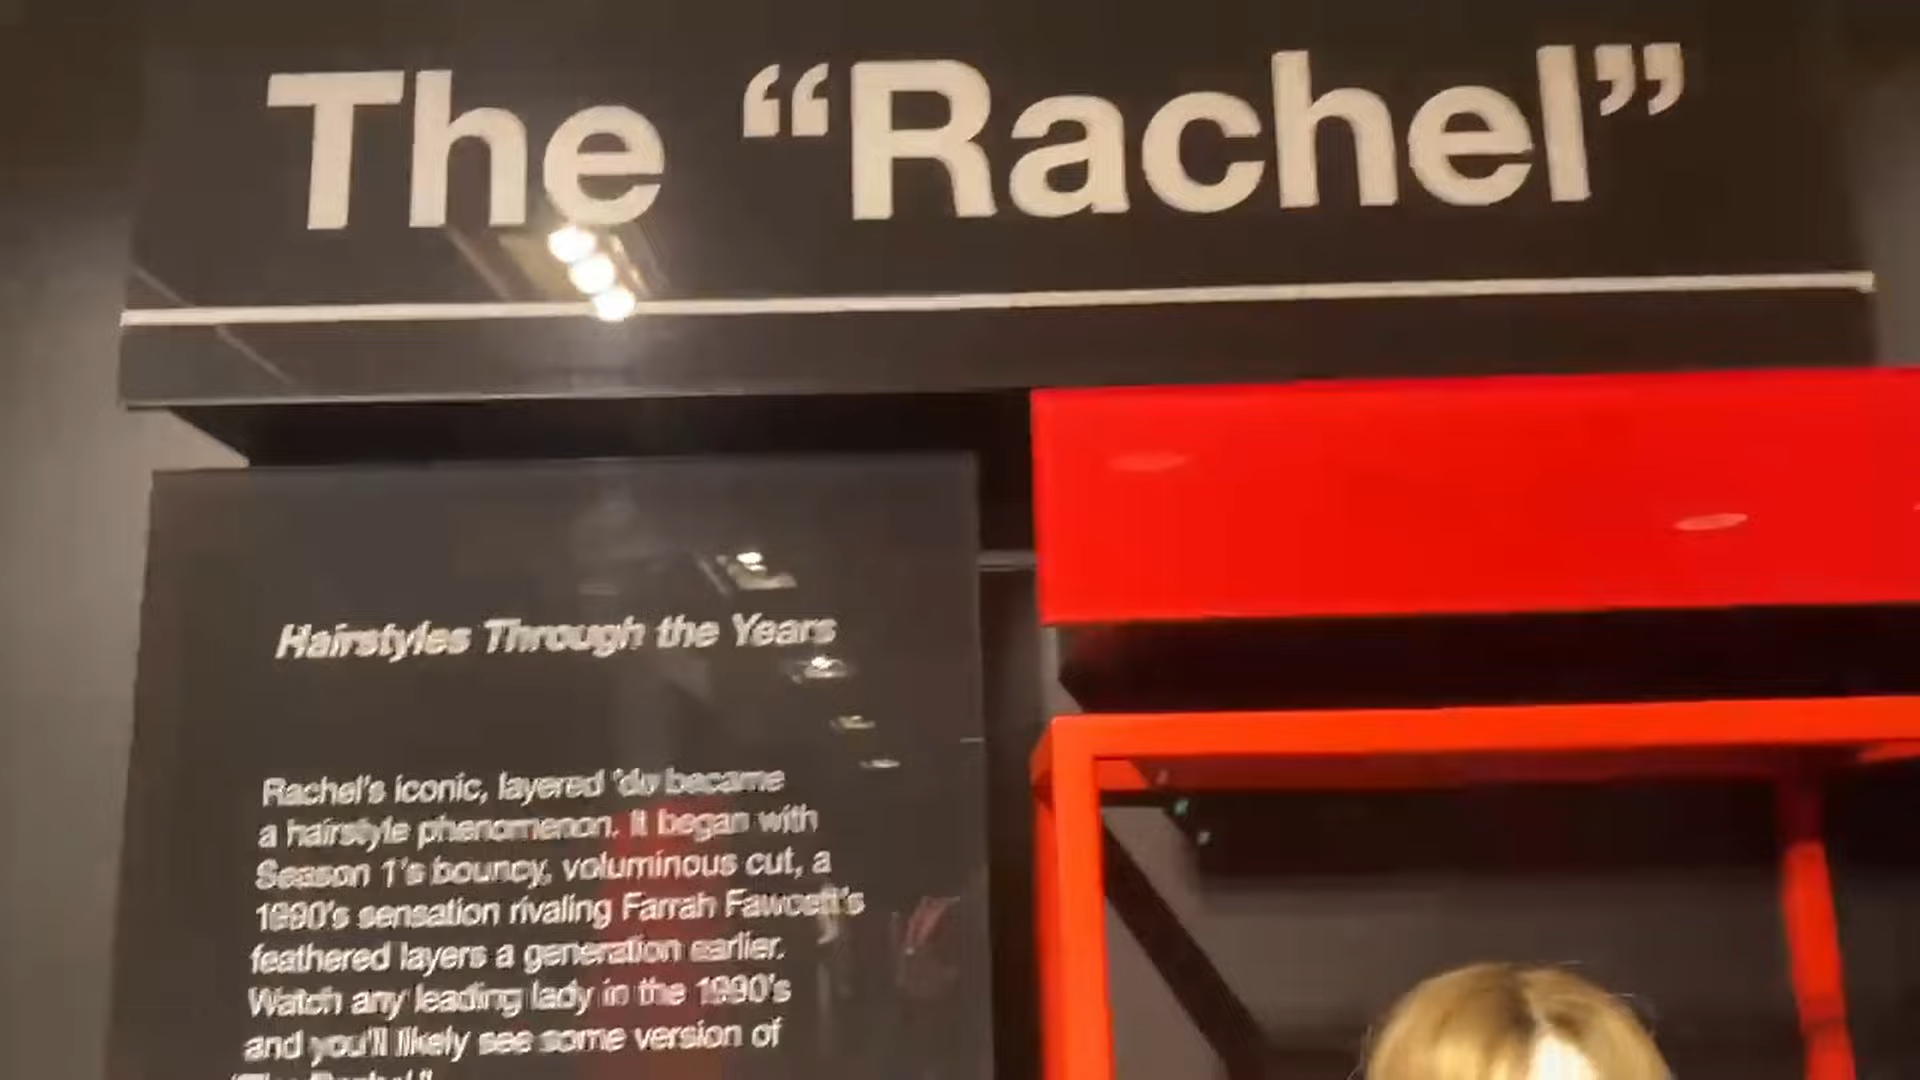 The “Rachel”
Hairstyles Through the Years
Rachel's iconic, layered 'do became
a hairstyle phenomenon. It began with
Season 1's bouncy, voluminous cut, a
1990's sensation rivaling Farrah Fawcett's
feathered layers a generation earlier.
Watch any leading lady in the 1990's
and you'll likely see some version of
"The Rachel."